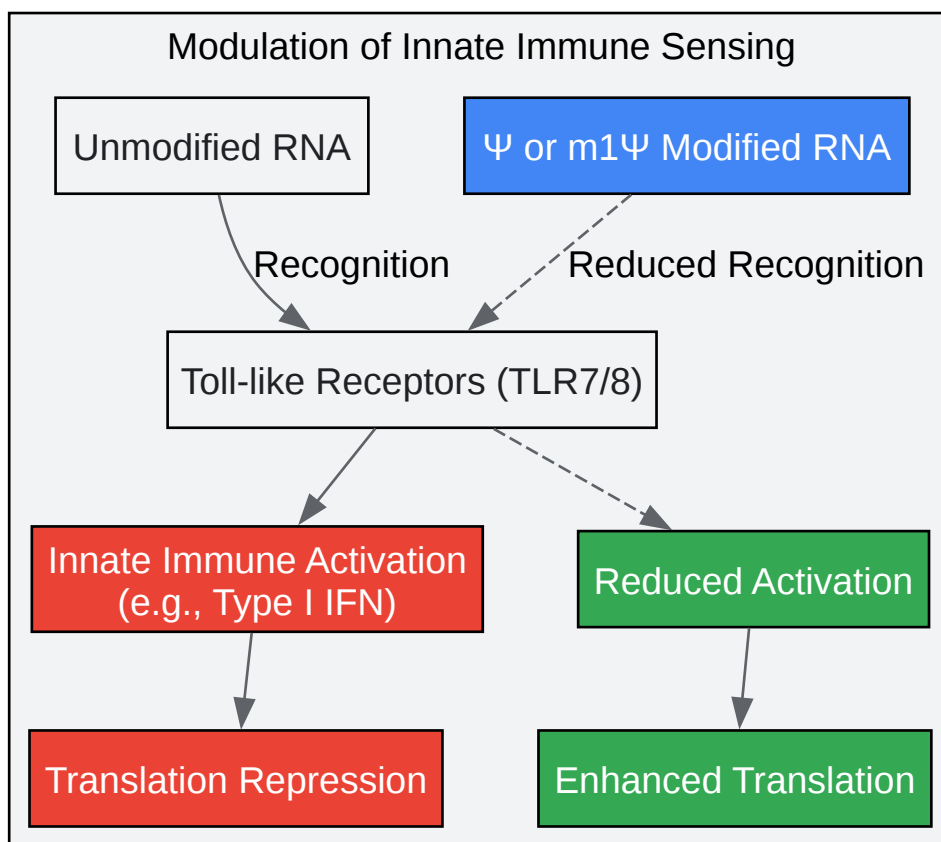 Modulation of Innate Immune Sensing
Unmodified RNA
Ψ or m1Ψ Modified RNA
Recognition
Reduced Recognition
Toll-like Receptors (TLR7/8)
Innate Immune Activation
(e.g., Type I IFN)
Reduced Activation
Translation Repression
Enhanced Translation